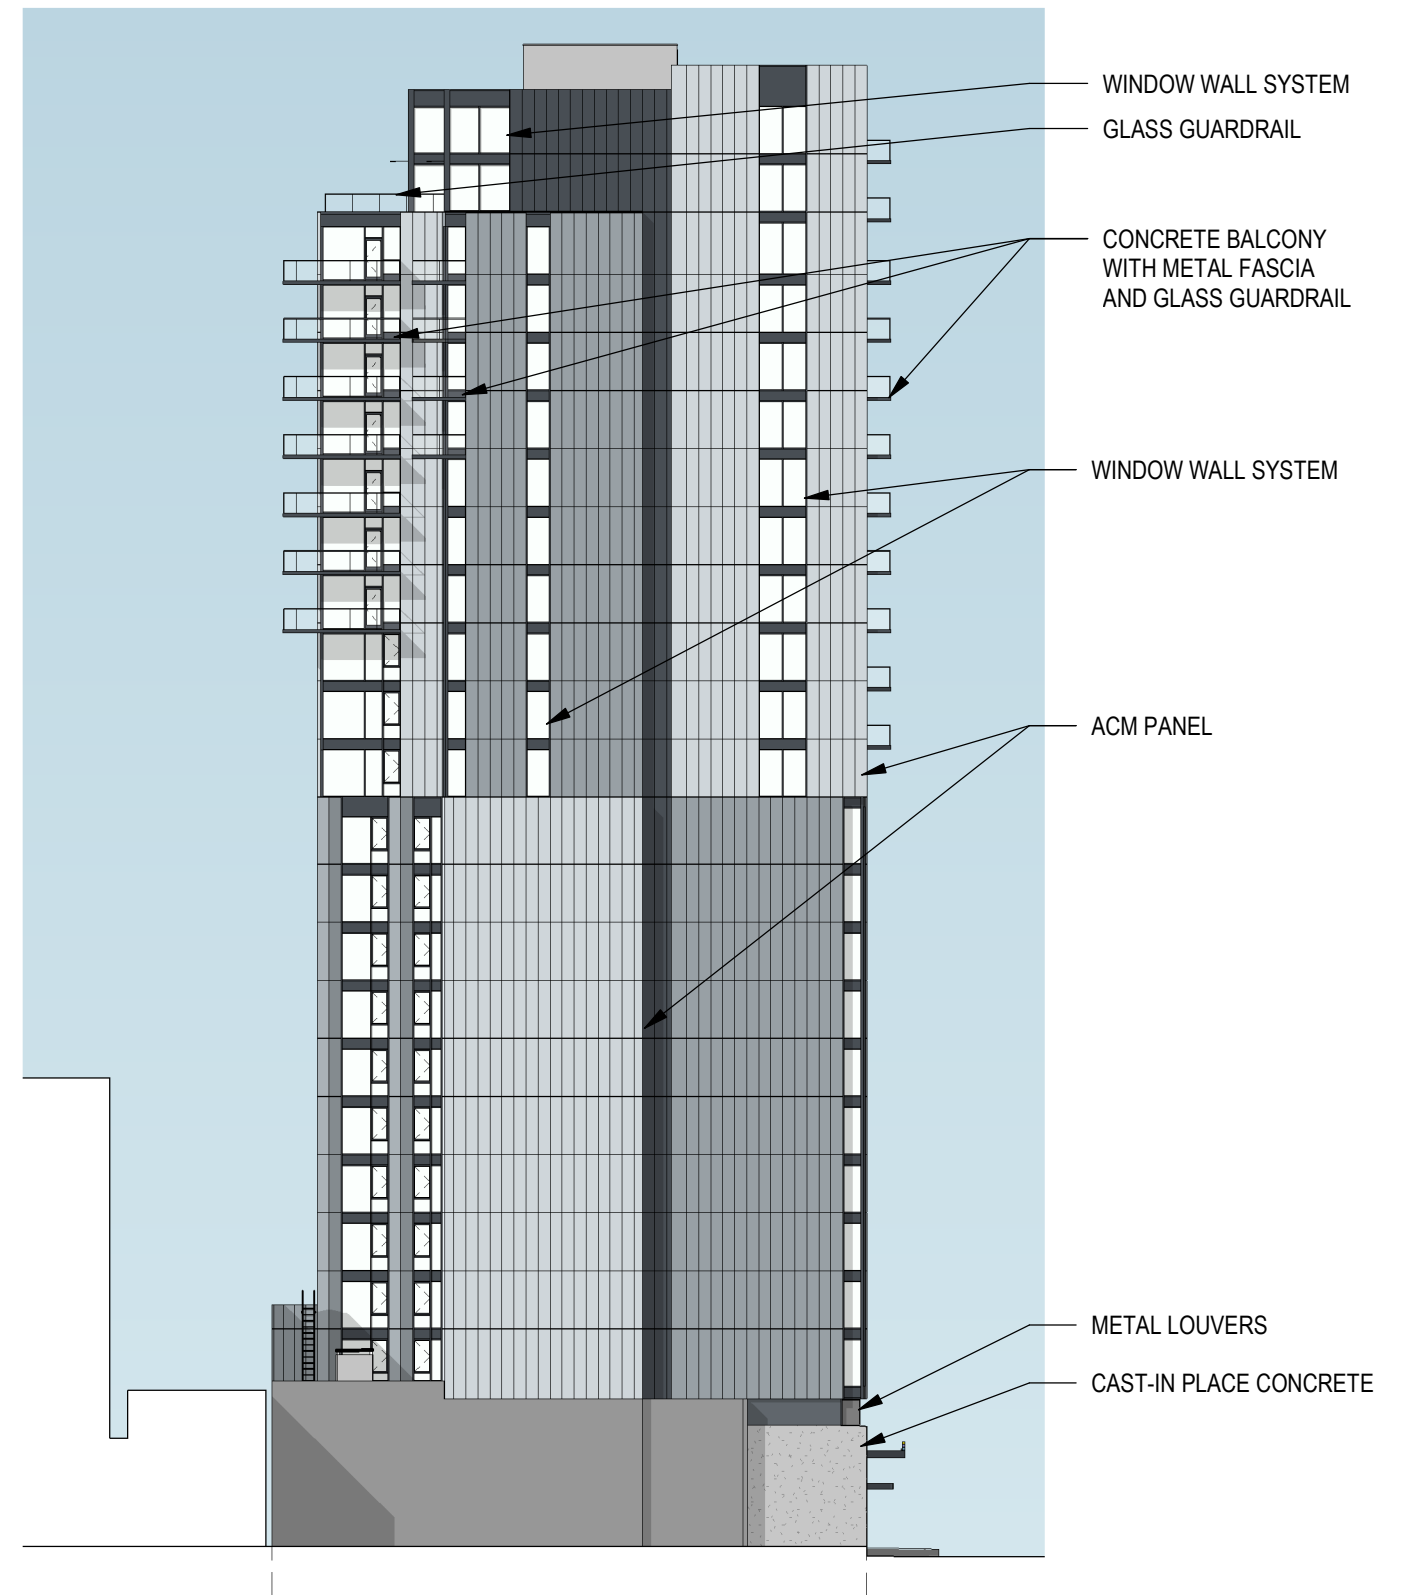 WINDOW WALL SYSTEM
GLASS GUARDRAIL
CONCRETE BALCONY
WITH METAL FASCIA
AND GLASS GUARDRAIL
WINDOW WALL SYSTEM
ACM PANEL
METAL LOUVERS
CAST-IN PLACE CONCRETE